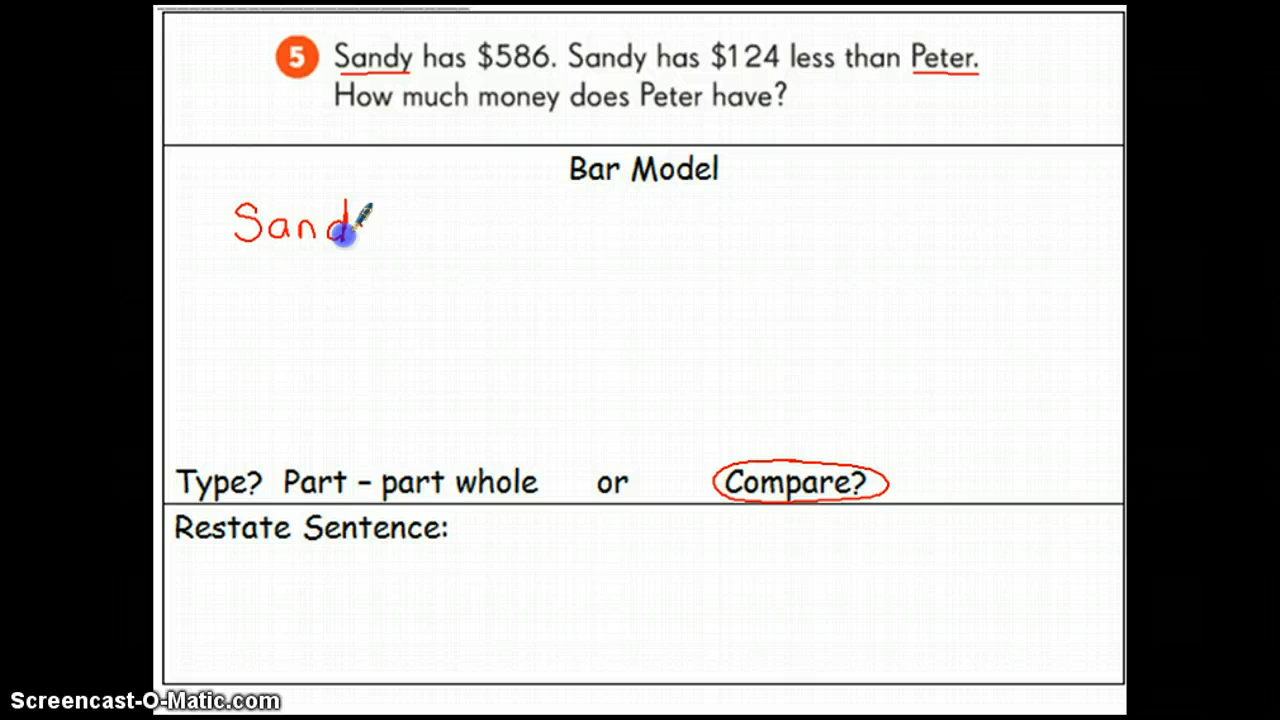 5 Sandy has $586. Sandy has $124 less than Peter.
How much money does Peter have?
Bar Model
Sand
Type? Part – part whole or Compare?
Restate Sentence:
Screencast-O-Matic.com